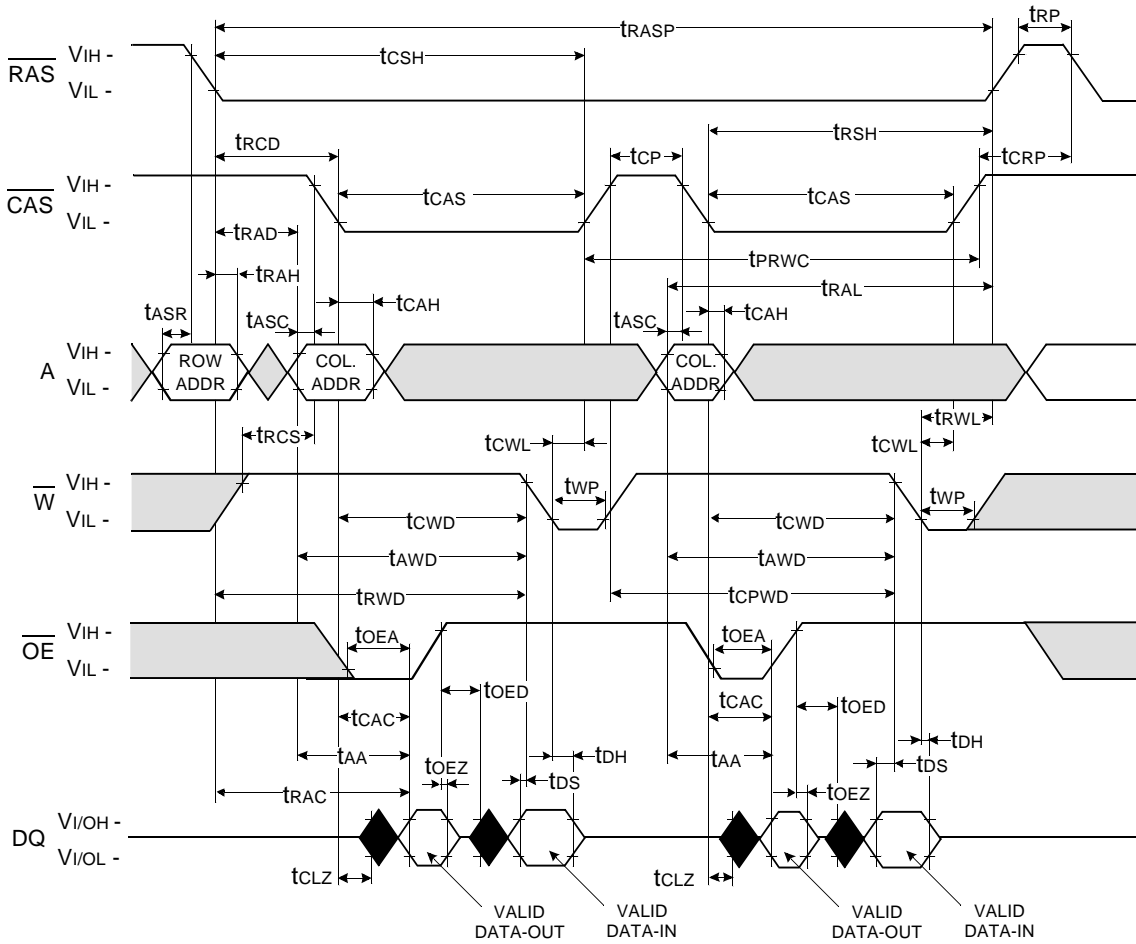 tRASP
tRP
tCSH
RAS
VIH -
VIL -
tRCD
tRSH
tCP
tCRP
CAS
VIH -
VIL -
tCAS
tCAS
tRAD
tPRWC
tRAH
tRAL
tASR
tCAH
tASC
tASC
tCAH
A
VIH -
VIL -
ROW
ADDR
COL.
ADDR
COL.
ADDR
tRCS
tCWL
tRWL
tCWL
W
VIH -
VIL -
tWP
tWP
tCWD
tCWD
tAWD
tAWD
tRWD
tCPWD
OE
VIH -
VIL -
tOEA
tOEA
tCAC
tOED
tCAC
tOED
tAA
tDH
tAA
tDH
tOEZ
tDS
tDS
tOEZ
tRAC
DQ
VI/OH -
VI/OL -
tCLZ
tCLZ
VALID
DATA-OUT
VALID
DATA-IN
VALID
DATA-OUT
VALID
DATA-IN